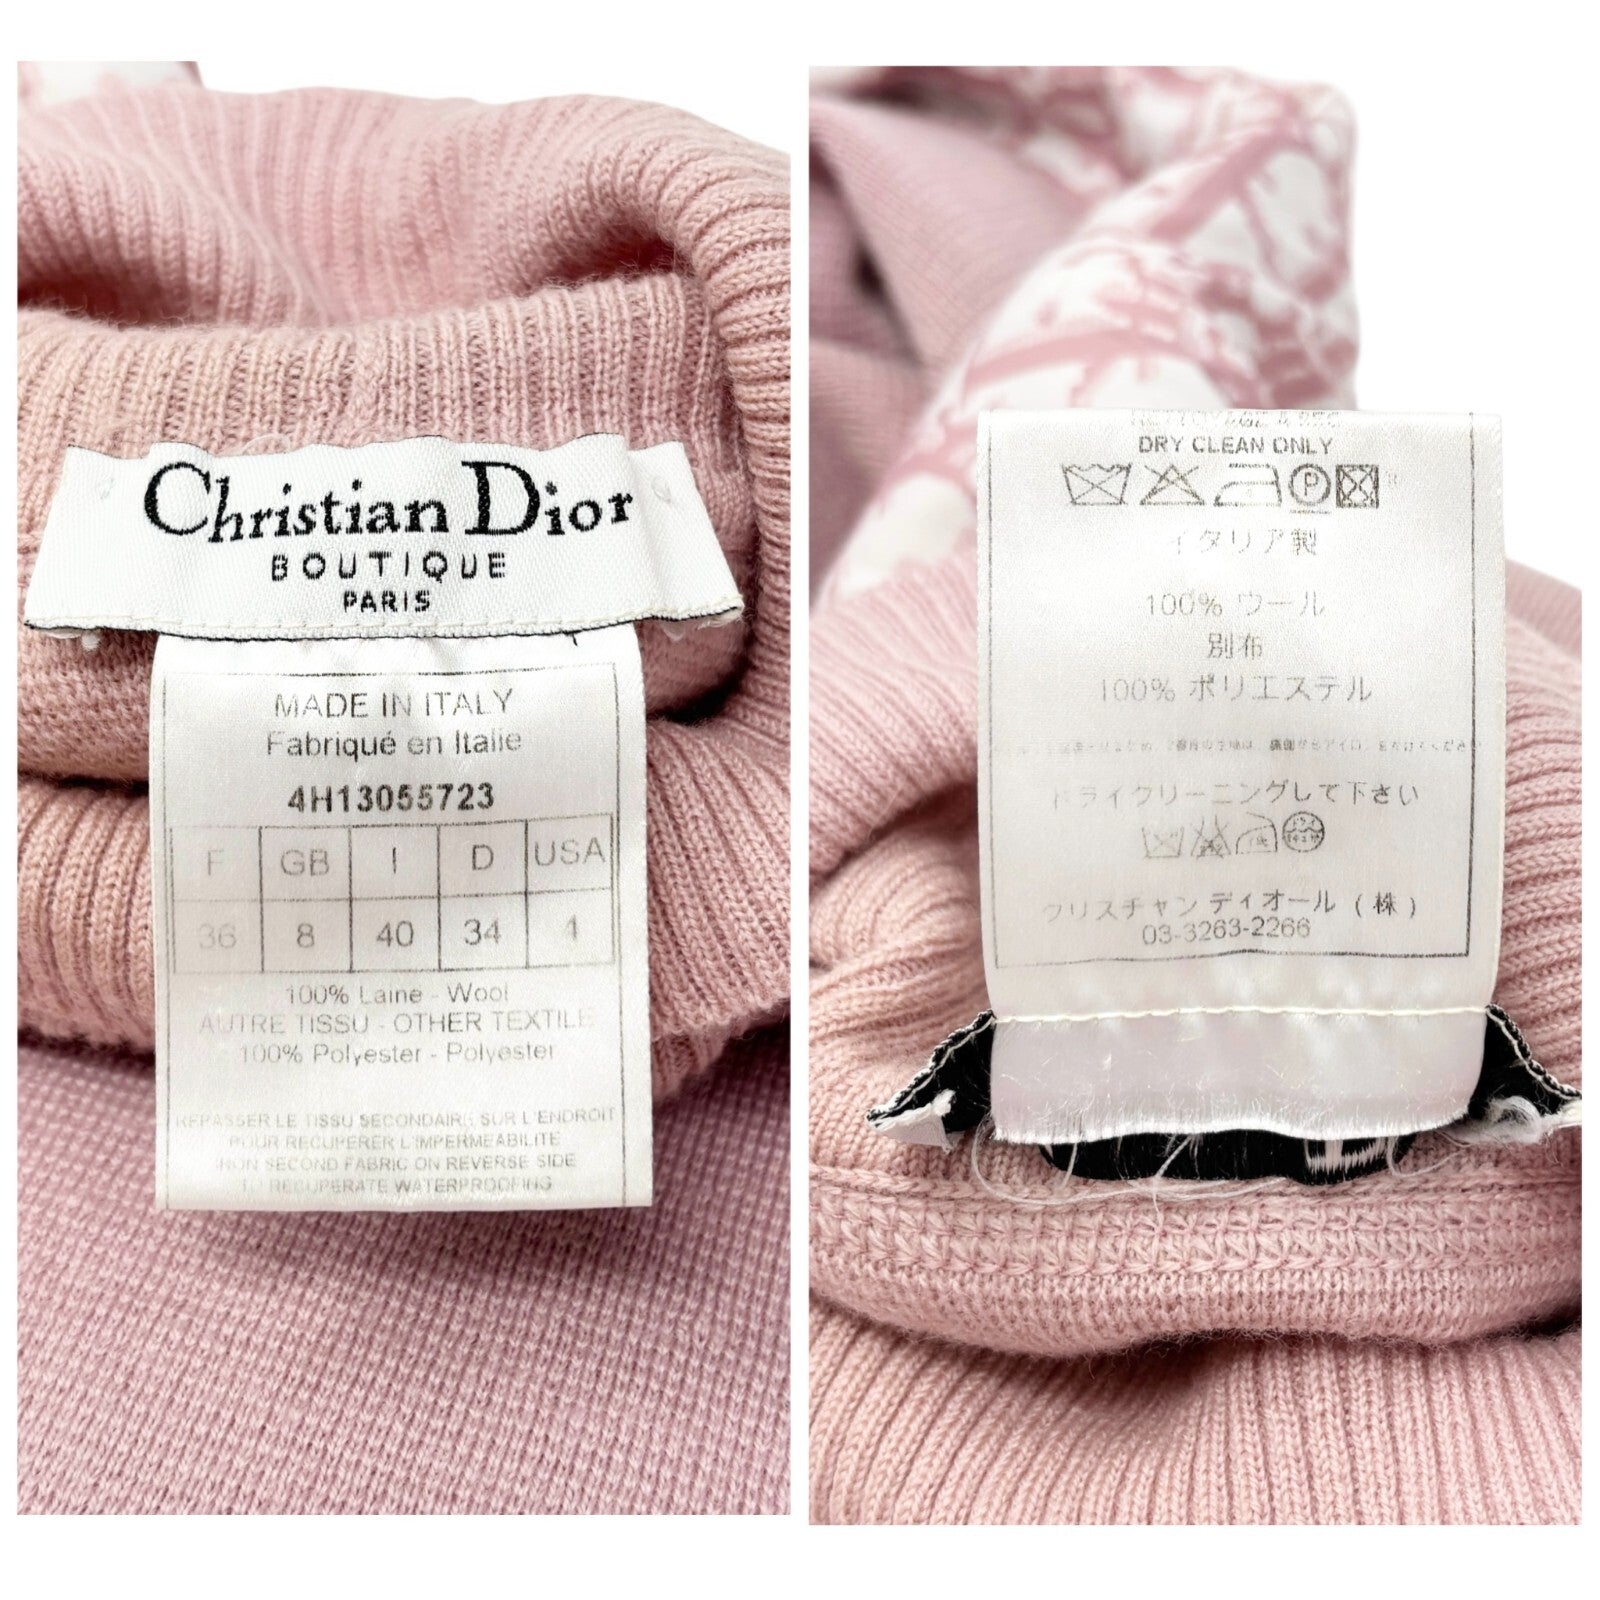 Christian Dior
BOUTIQUE
PARIS
MADE IN ITALY
Fabriqué en Italie
4H13055723
F GB I D USA
36 8 40 34 4
100% Laine - Wool
AUTRE TISSU - OTHER TEXTILE
100% Polyester - Polyester
REPASSER LE TISSU SECONDAIRE SUR L'ENDROIT
POUR RECUPERER L'IMPERMEABILITE
IRON SECOND FABRIC ON REVERSE SIDE
TO RECUPERATE WATERPROOFING
NETTOYAGE A SEC
DRY CLEAN ONLY
P
イタリア製
100% ウール
別布
100% ポリエステル
ドライクリーニングして下さい
クリスチャン ディオール (株)
03-3263-2266